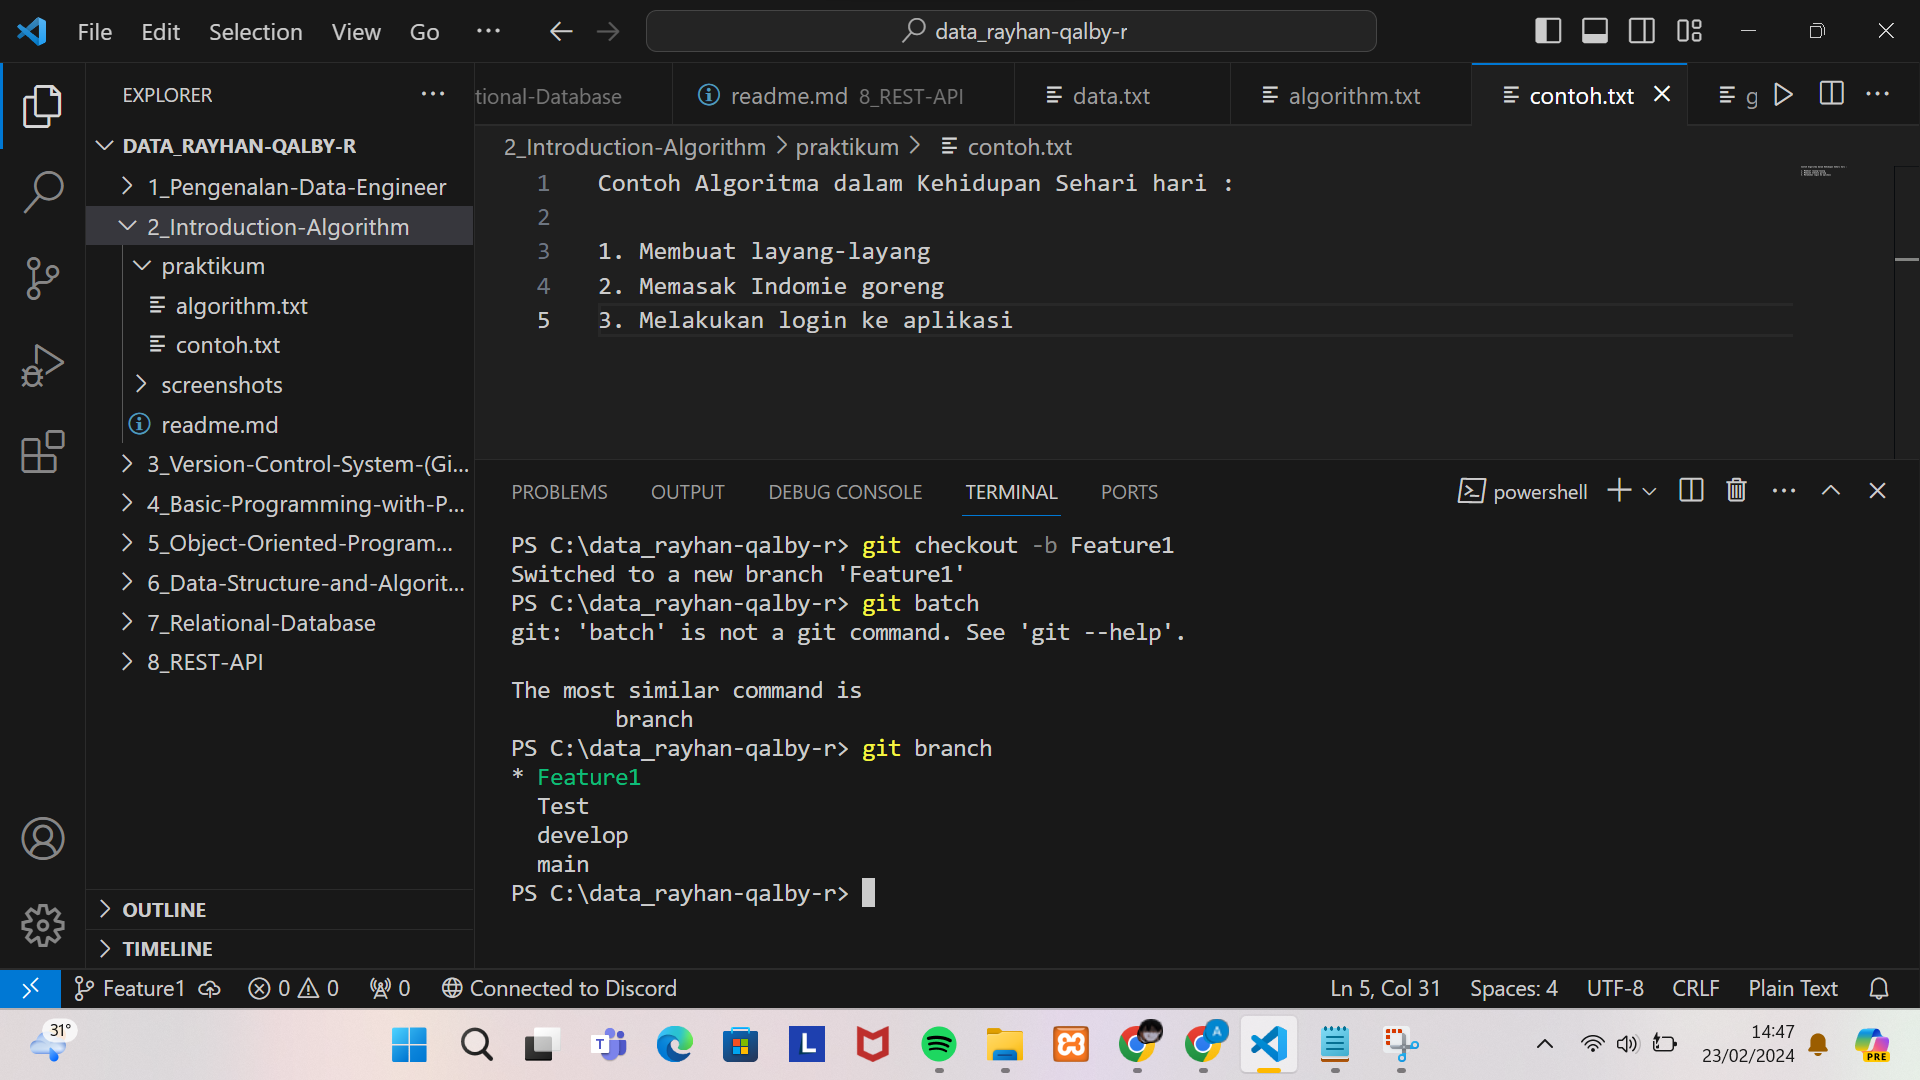 File Edit Selection View Go ··· data_rayhan-qalby-r
EXPLORER ···
tional-Database readme.md 8_REST-API data.txt algorithm.txt contoh.txt g ···
DATA_RAYHAN-QALBY-R
1_Pengenalan-Data-Engineer
2_Introduction-Algorithm
praktikum
algorithm.txt
contoh.txt
screenshots
readme.md
3_Version-Control-System-(Gi...
4_Basic-Programming-with-P...
5_Object-Oriented-Program...
6_Data-Structure-and-Algorit...
7_Relational-Database
8_REST-API
OUTLINE
TIMELINE
2_Introduction-Algorithm > praktikum > contoh.txt
1 Contoh Algoritma dalam Kehidupan Sehari hari :
2
3 1. Membuat layang-layang
4 2. Memasak Indomie goreng
5 3. Melakukan login ke aplikasi
PROBLEMS OUTPUT DEBUG CONSOLE TERMINAL PORTS powershell ···
PS C:\data_rayhan-qalby-r> git checkout -b Feature1
Switched to a new branch 'Feature1'
PS C:\data_rayhan-qalby-r> git batch
git: 'batch' is not a git command. See 'git --help'.
The most similar command is
branch
PS C:\data_rayhan-qalby-r> git branch
* Feature1
Test
develop
main
PS C:\data_rayhan-qalby-r>
Feature1 0 0 0 Connected to Discord Ln 5, Col 31 Spaces: 4 UTF-8 CRLF Plain Text
31° T L A 14:47
23/02/2024 PRE